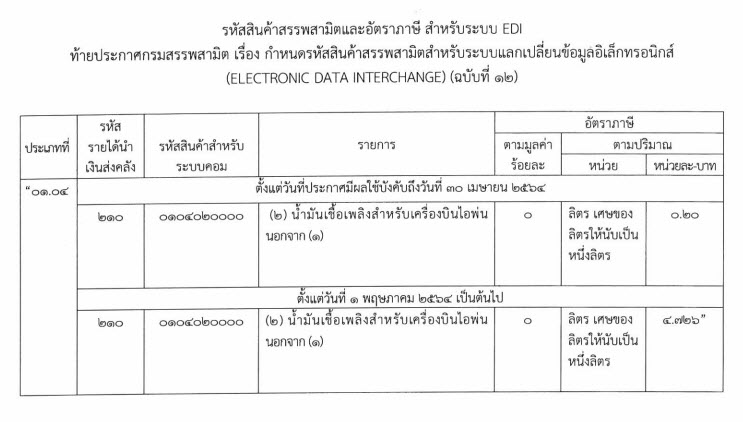 รหัสสินค้าสรรพสามิตและอัตราภาษี สำหรับระบบ EDI
ท้ายประกาศกรมสรรพสามิต เรื่อง กำหนดรหัสสินค้าสรรพสามิตสำหรับระบบแลกเปลี่ยนข้อมูลอิเล็กทรอนิกส์
(ELECTRONIC DATA INTERCHANGE) (ฉบับที่ ๑๒)
ประเภทที่
รหัส
รายได้นำ
เงินส่งคลัง
รหัสสินค้าสำหรับ
ระบบคอม
รายการ
อัตราภาษี
ตามมูลค่า
ร้อยละ
ตามปริมาณ
หน่วย
หน่วยละ-บาท
“๐๑.๐๔
ตั้งแต่วันที่ประกาศมีผลใช้บังคับถึงวันที่ ๓๐ เมษายน ๒๕๖๔
๒๑๐
๐๑๐๔๐๒๐๐๐๐
(๒) น้ำมันเชื้อเพลิงสำหรับเครื่องบินไอพ่น
นอกจาก (๑)
๐
ลิตร เศษของ
ลิตรให้นับเป็น
หนึ่งลิตร
๐.๒๐
ตั้งแต่วันที่ ๑ พฤษภาคม ๒๕๖๔ เป็นต้นไป
๒๑๐
๐๑๐๔๐๒๐๐๐๐
(๒) น้ำมันเชื้อเพลิงสำหรับเครื่องบินไอพ่น
นอกจาก (๑)
๐
ลิตร เศษของ
ลิตรให้นับเป็น
หนึ่งลิตร
๔.๗๒๖”